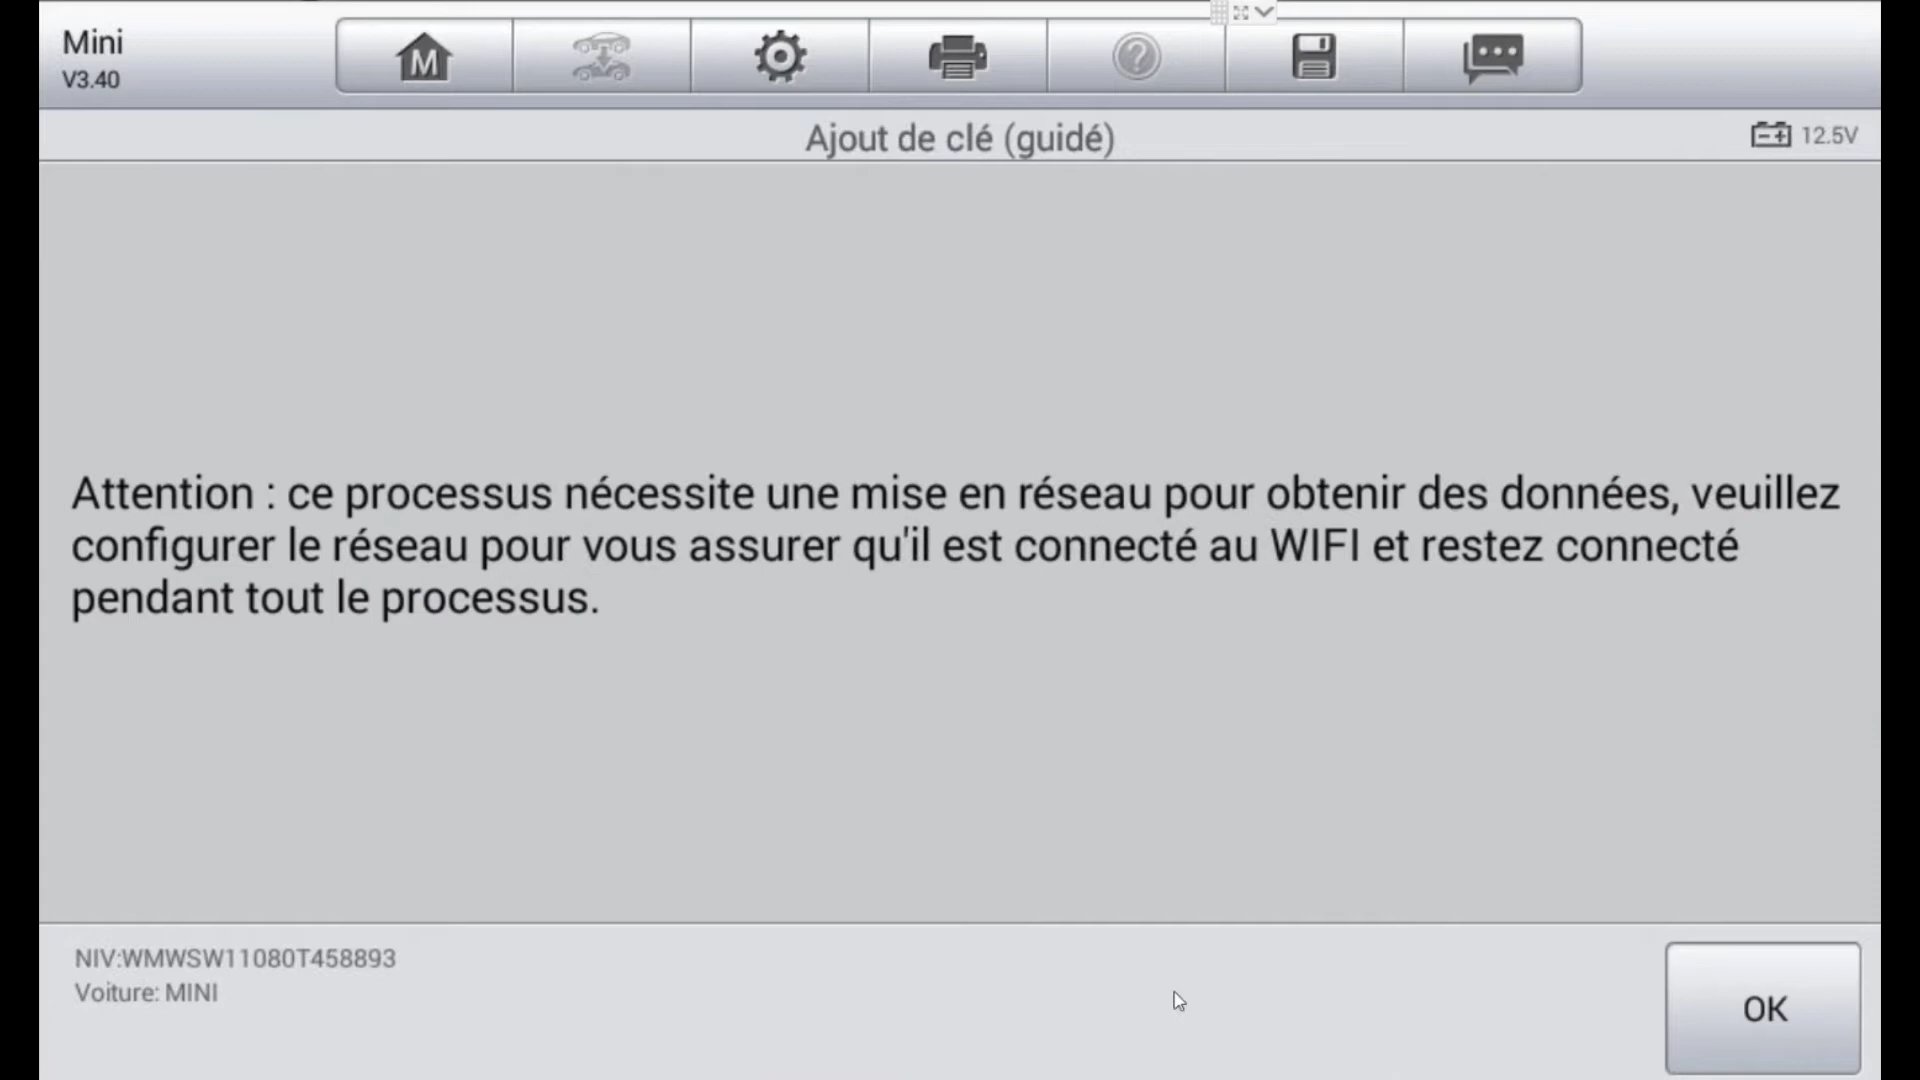 Mini
V3.40
M
Ajout de clé (guidé)
12.5V
Attention : ce processus nécessite une mise en réseau pour obtenir des données, veuillez
configurer le réseau pour vous assurer qu'il est connecté au WIFI et restez connecté
pendant tout le processus.
NIV:WMWSW11080T458893
Voiture: MINI
OK